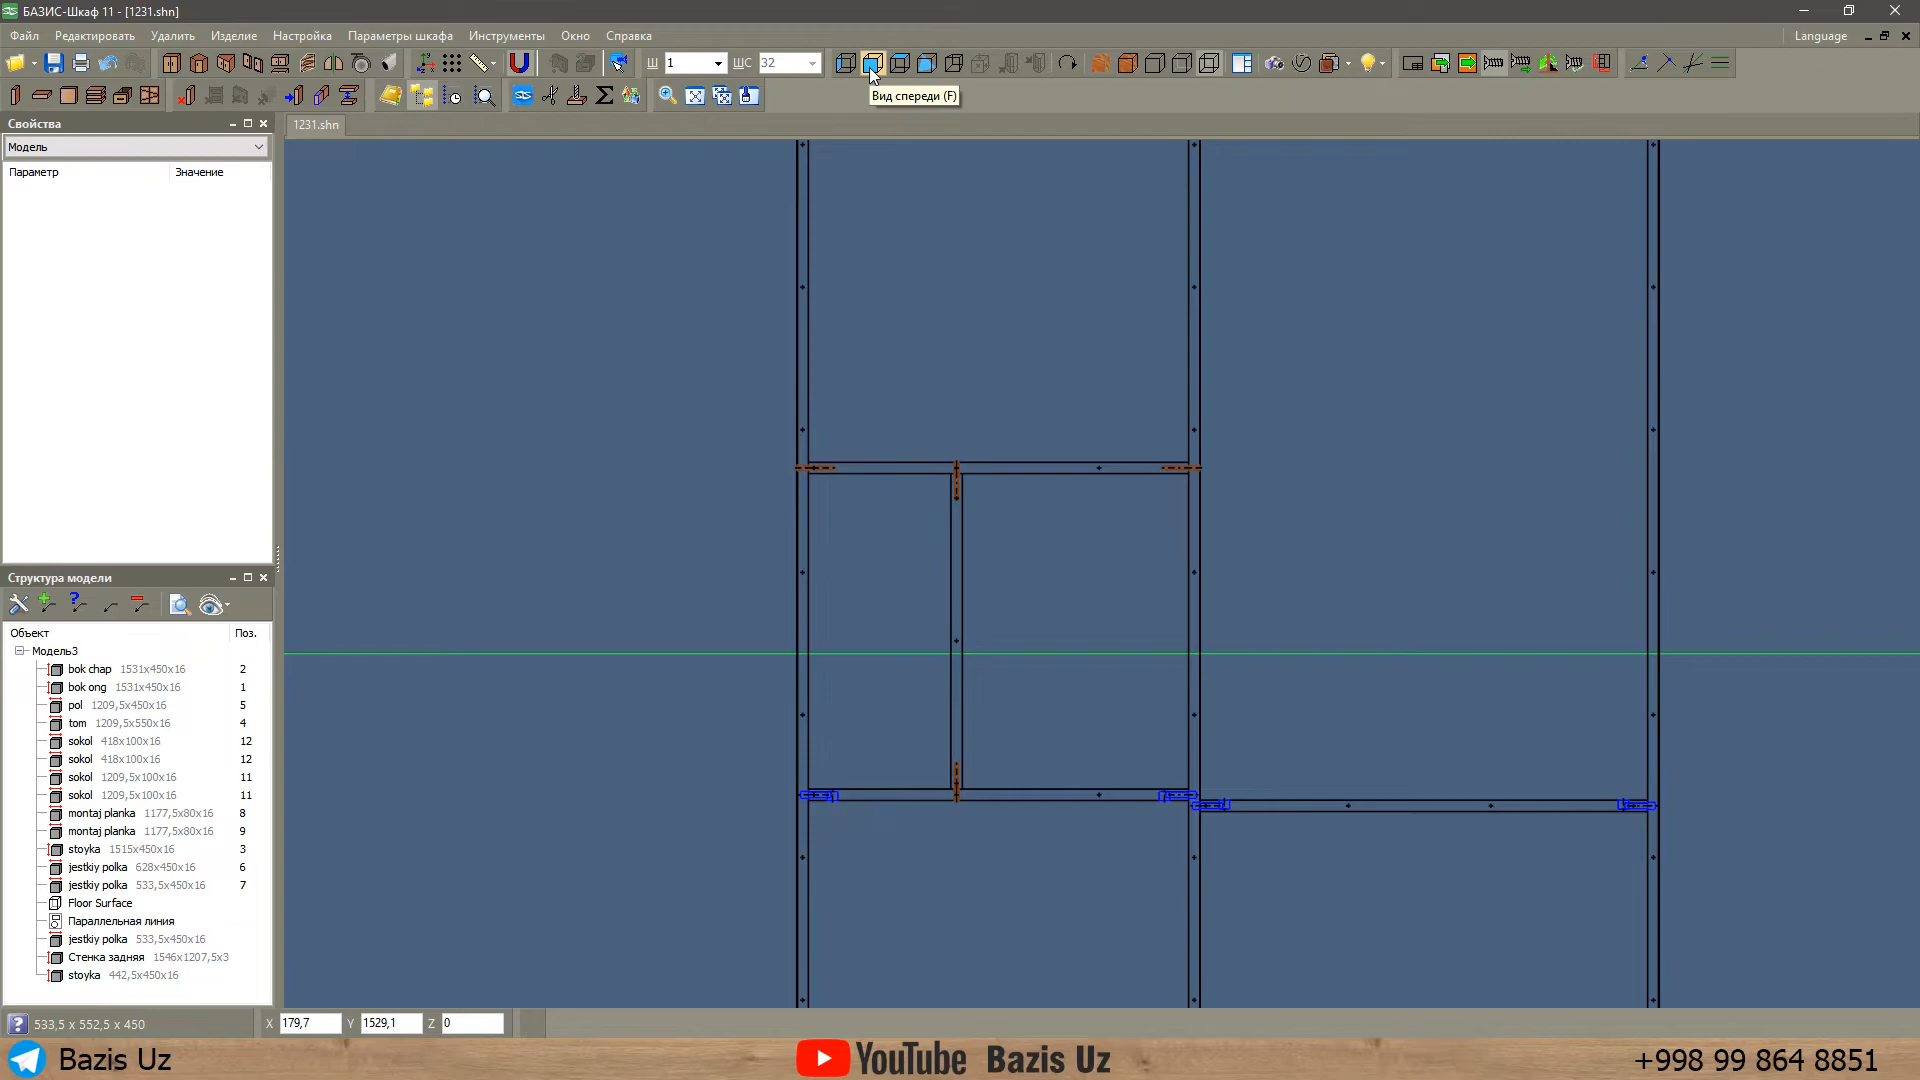 БАЗИС-Шкаф 11 - [1231.shn]
Файл Редактировать Удалить Изделие Настройка Параметры шкафа Инструменты Окно Справка Language
Ш 1 ШС 32
Вид спереди (F)
Свойства
1231.shn
Модель
Параметр Значение
Структура модели
Объект Поз.
Модель3
bok chap 1531x450x16 2
bok ong 1531x450x16 1
pol 1209,5x450x16 5
tom 1209,5x550x16 4
sokol 418x100x16 12
sokol 418x100x16 12
sokol 1209,5x100x16 11
sokol 1209,5x100x16 11
montaj planka 1177,5x80x16 8
montaj planka 1177,5x80x16 9
stoyka 1515x450x16 3
jestkiy polka 628x450x16 6
jestkiy polka 533,5x450x16 7
Floor Surface
Параллельная линия
jestkiy polka 533,5x450x16
Стенка задняя 1546x1207,5x3
stoyka 442,5x450x16
533,5 x 552,5 x 450 X 179,7 Y 1529,1 Z 0
Bazis Uz YouTube Bazis Uz +998 99 864 8851